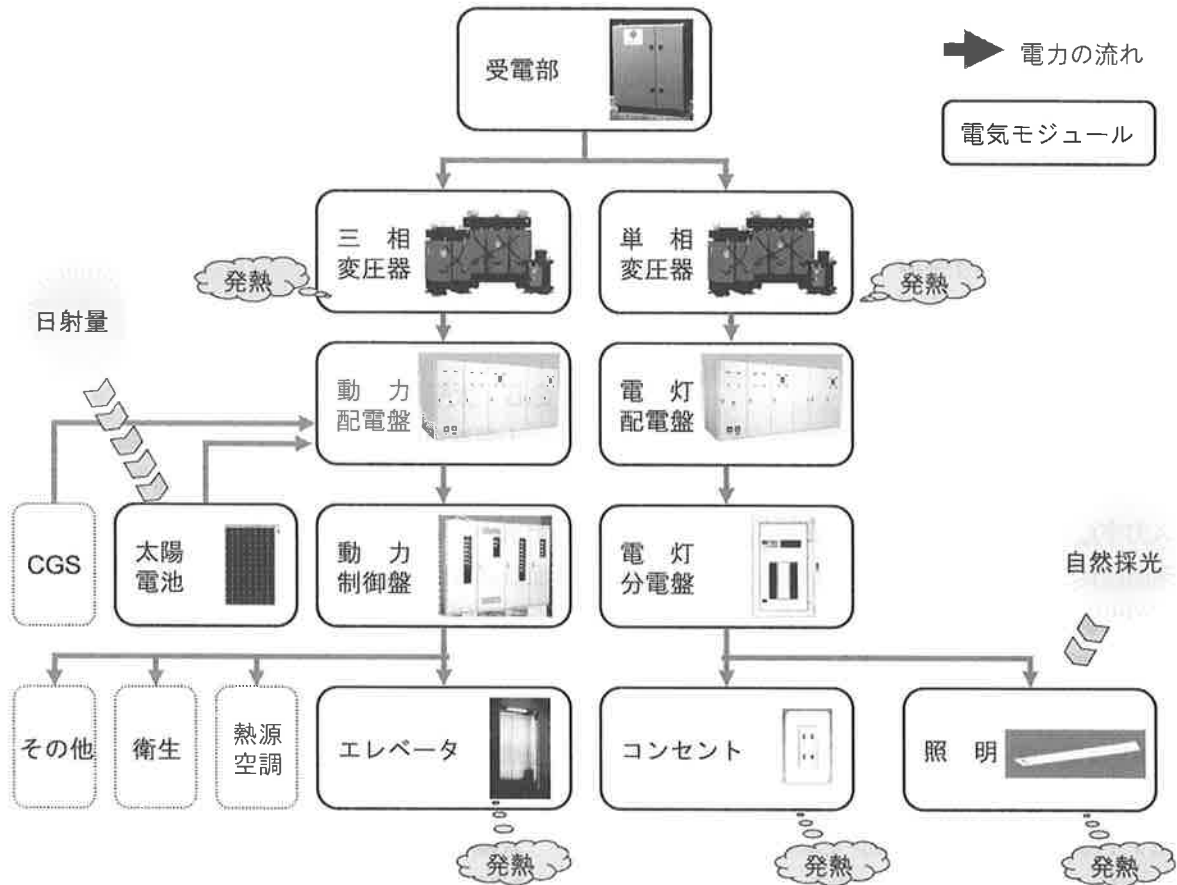 受電部
電力の流れ
電気モジュール
三　相
変圧器
単　相
変圧器
発熱
発熱
日射量
動　力
配電盤
電　灯
配電盤
CGS
太陽
電池
動　力
制御盤
電　灯
分電盤
自然採光
その他
衛生
熱源
空調
エレベータ
コンセント
照　明
発熱
発熱
発熱